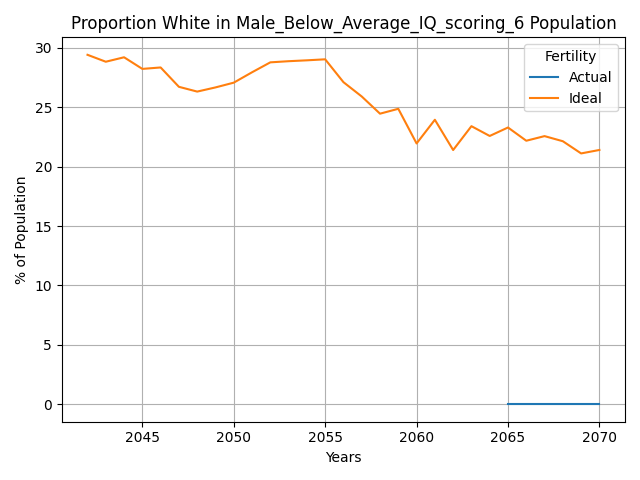 Proportion White in Male_Below_Average_IQ_scoring_6 Population
30
25
20
15
10
5
0
% of Population
Fertility
Actual
Ideal
2045 2050 2055 2060 2065 2070
Years